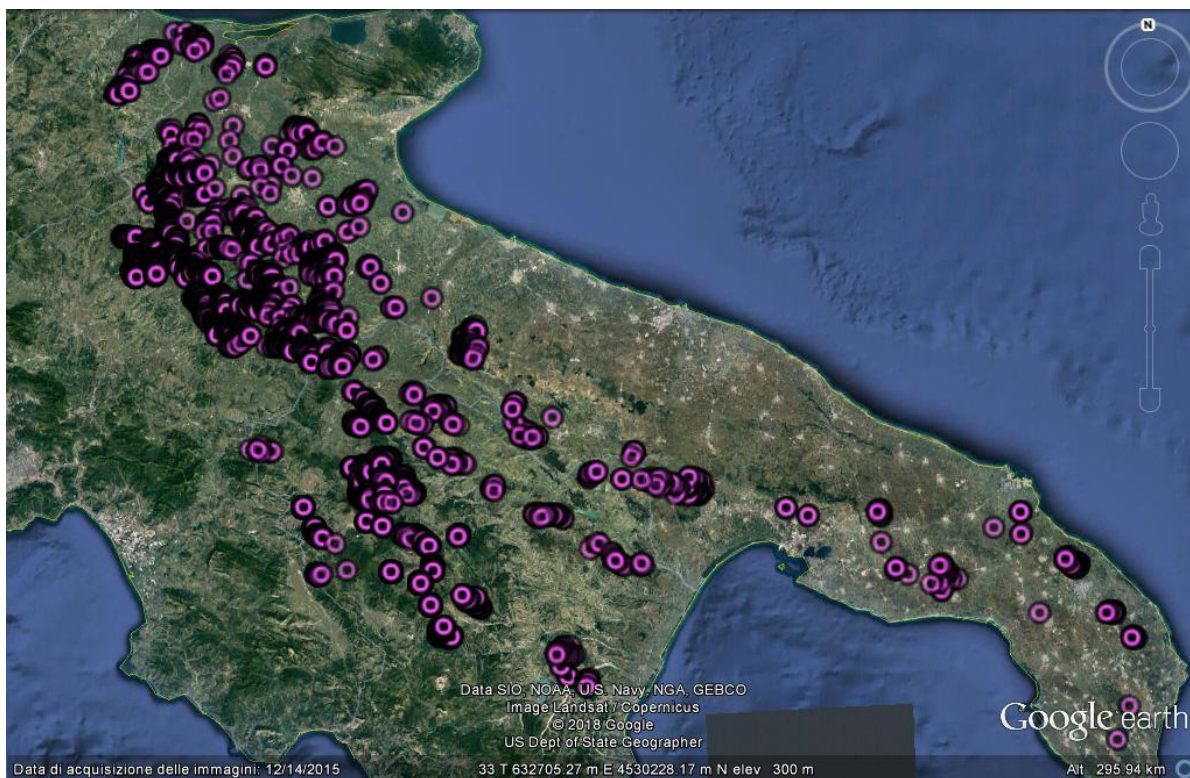 N
Data SIO, NOAA, U.S. Navy, NGA, GEBCO
Image Landsat / Copernicus
© 2018 Google
US Dept of State Geographer
Google earth
Data di acquisizione delle immagini: 12/14/2015 33 T 632705.27 m E 4530228.17 m N elev 300 m Alt 295.94 km